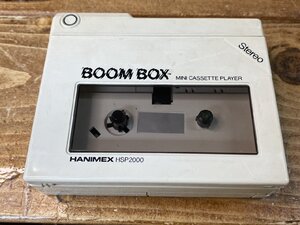 Stereo
BOOM BOX MINI CASSETTE PLAYER
HANIMEX HSP2000